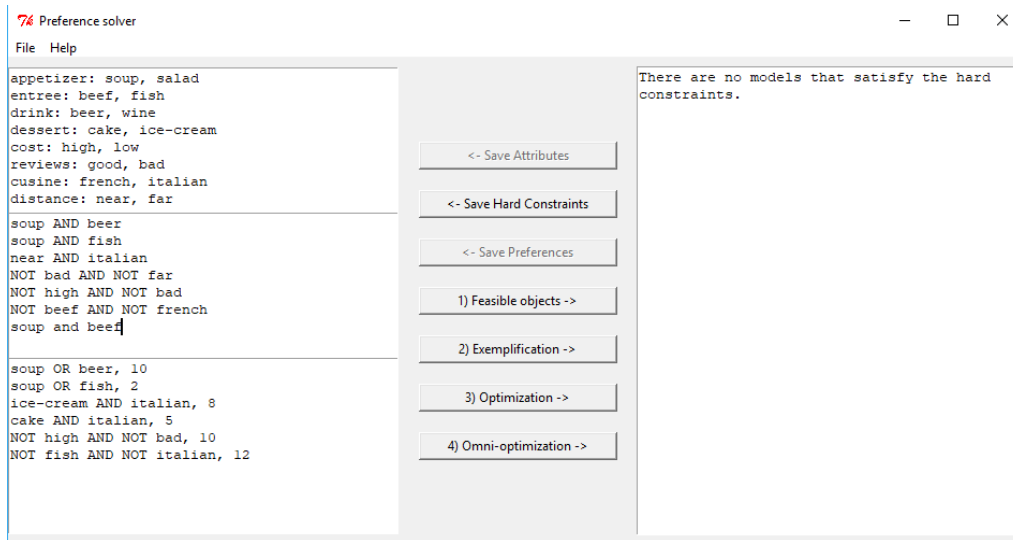 Preference solver
File Help
appetizer: soup, salad
entree: beef, fish
drink: beer, wine
dessert: cake, ice-cream
cost: high, low
reviews: good, bad
cusine: french, italian
distance: near, far
soup AND beer
soup AND fish
near AND italian
NOT bad AND NOT far
NOT high AND NOT bad
NOT beef AND NOT french
soup and beef
soup OR beer, 10
soup OR fish, 2
ice-cream AND italian, 8
cake AND italian, 5
NOT high AND NOT bad, 10
NOT fish AND NOT italian, 12
<- Save Attributes
<- Save Hard Constraints
<- Save Preferences
1) Feasible objects ->
2) Exemplification ->
3) Optimization ->
4) Omni-optimization ->
There are no models that satisfy the hard
constraints.